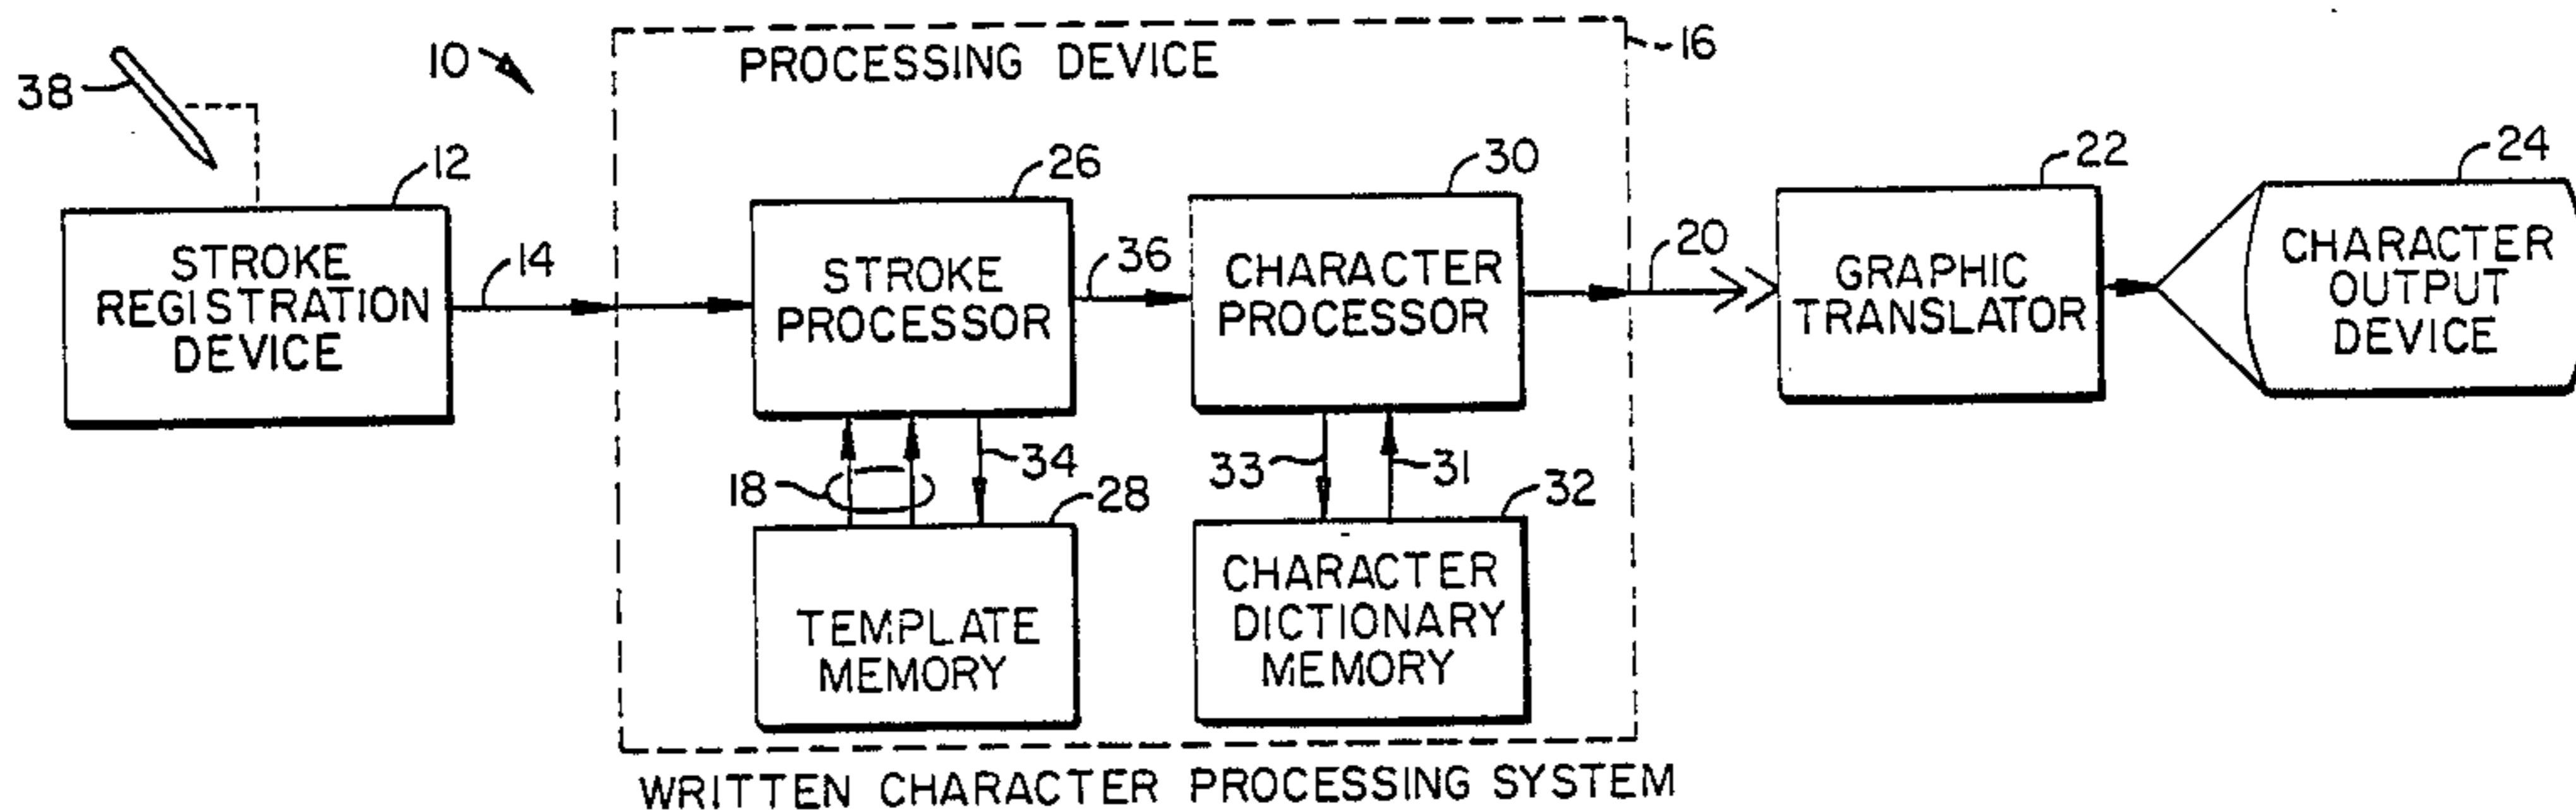 10
PROCESSING DEVICE
16
38
12
26
30
22
24
STROKE
REGISTRATION
DEVICE
14
STROKE
PROCESSOR
36
CHARACTER
PROCESSOR
20
GRAPHIC
TRANSLATOR
CHARACTER
OUTPUT
DEVICE
18
34
28
33
31
32
TEMPLATE
MEMORY
CHARACTER
DICTIONARY
MEMORY
WRITTEN CHARACTER PROCESSING SYSTEM